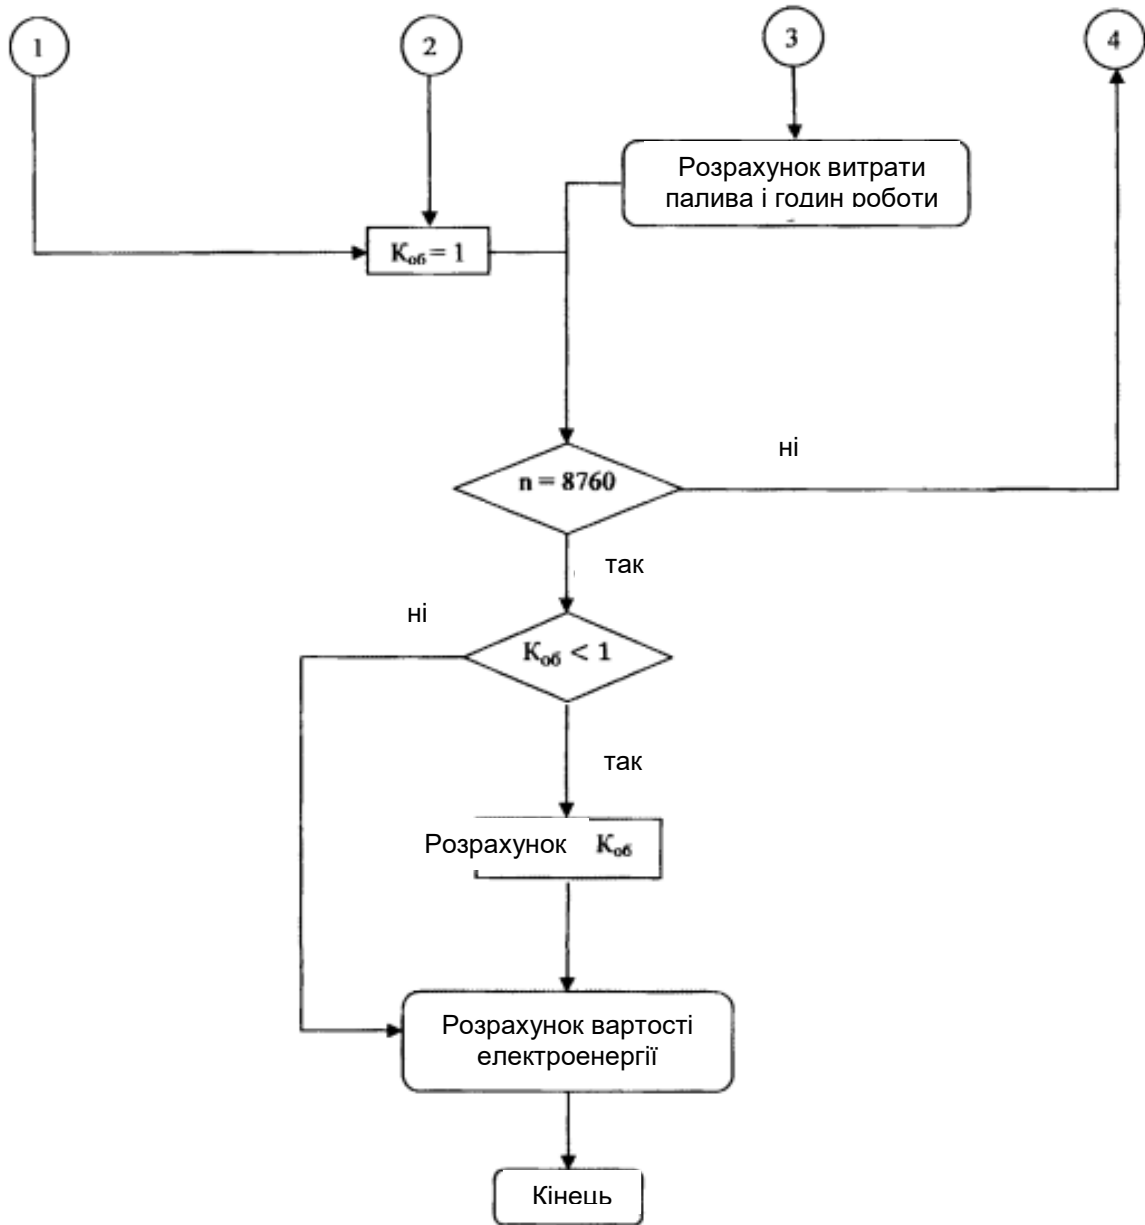 1
2
3
4
Розрахунок витрати
палива і годин роботи
Kоб = 1
ні
n = 8760
так
ні
Kоб < 1
так
Розрахунок Kоб
Розрахунок вартості
електроенергії
Кінець